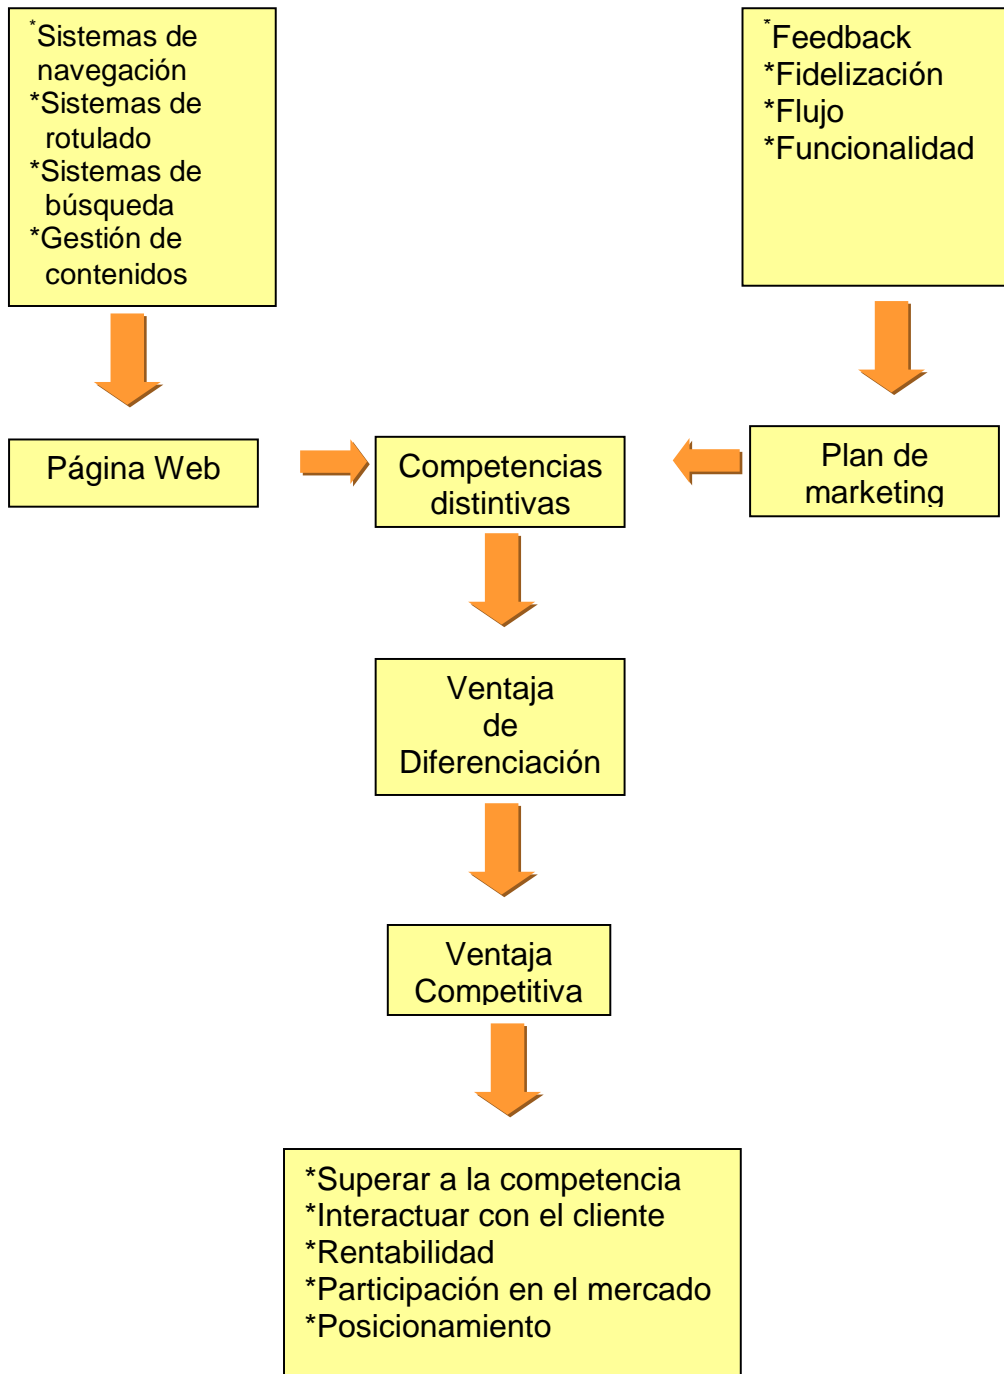 *Sistemas de
navegación
*Sistemas de
rotulado
*Sistemas de
búsqueda
*Gestión de
contenidos
*Feedback
*Fidelización
*Flujo
*Funcionalidad
Página Web
Competencias
distintivas
Plan de
marketing
Ventaja
de
Diferenciación
Ventaja
Competitiva
*Superar a la competencia
*Interactuar con el cliente
*Rentabilidad
*Participación en el mercado
*Posicionamiento